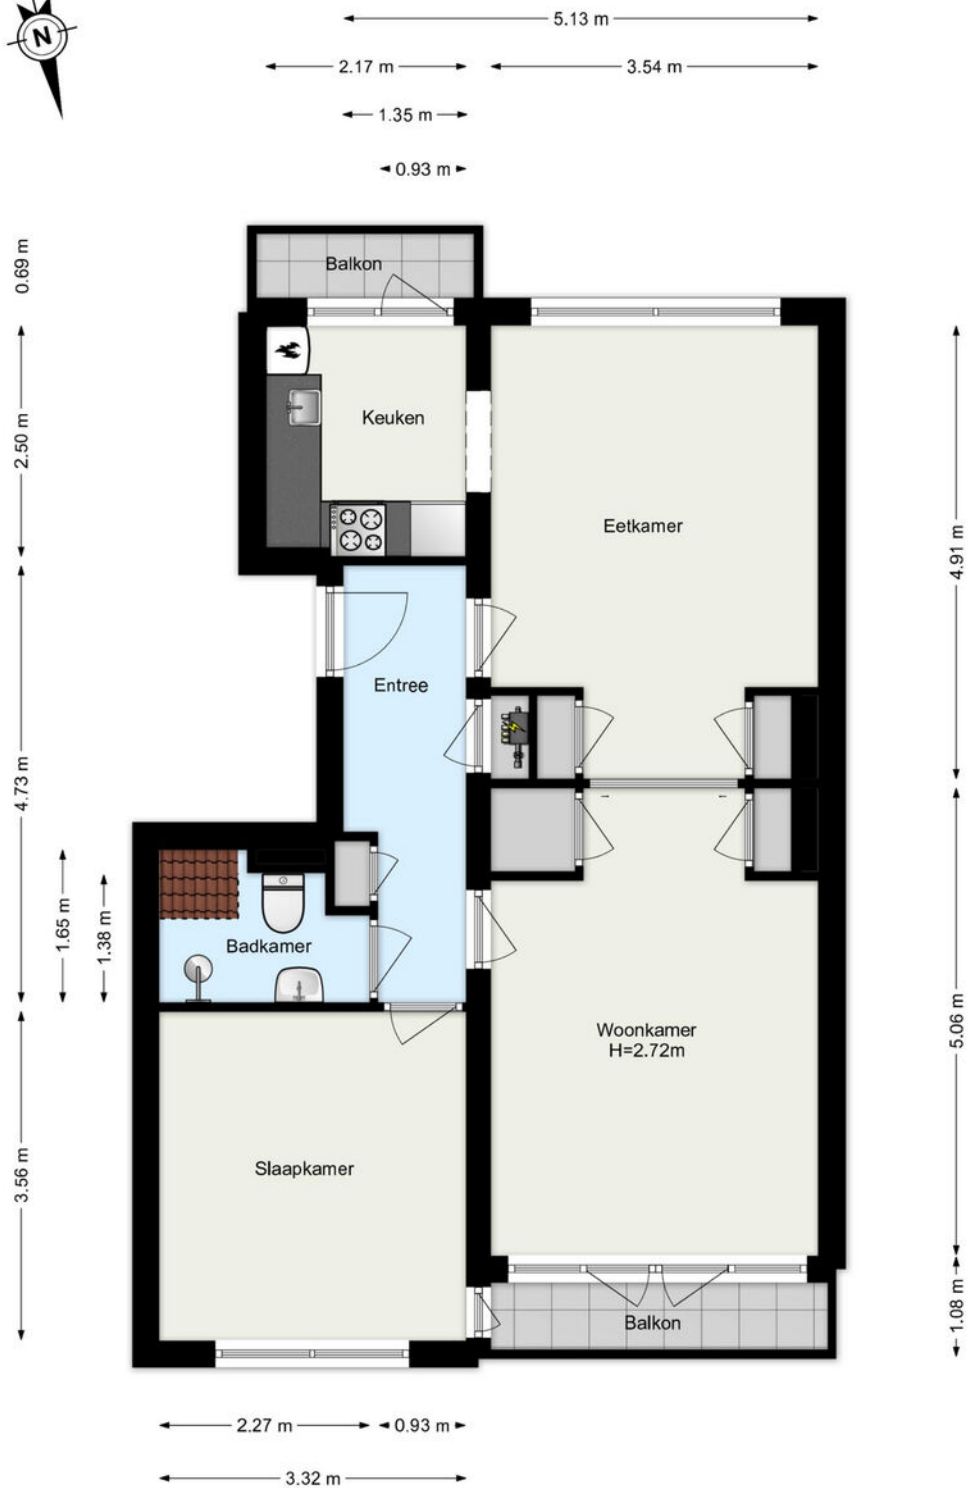 N
5.13 m
2.17 m
3.54 m
1.35 m
0.93 m
0.69 m
Balkon
2.50 m
Keuken
Eetkamer
4.91 m
Entree
4.73 m
1.65 m
1.38 m
Badkamer
Woonkamer
H=2.72m
5.06 m
Slaapkamer
3.56 m
Balkon
1.08 m
2.27 m
0.93 m
3.32 m